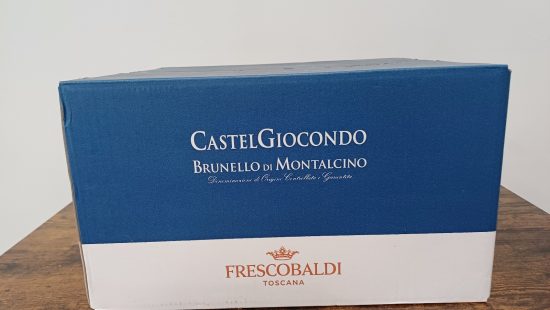 CASTELGIOCONDO
BRUNELLO DI MONTALCINO
Denominazione di Origine Controllata e Garantita
FRESCOBALDI
TOSCANA